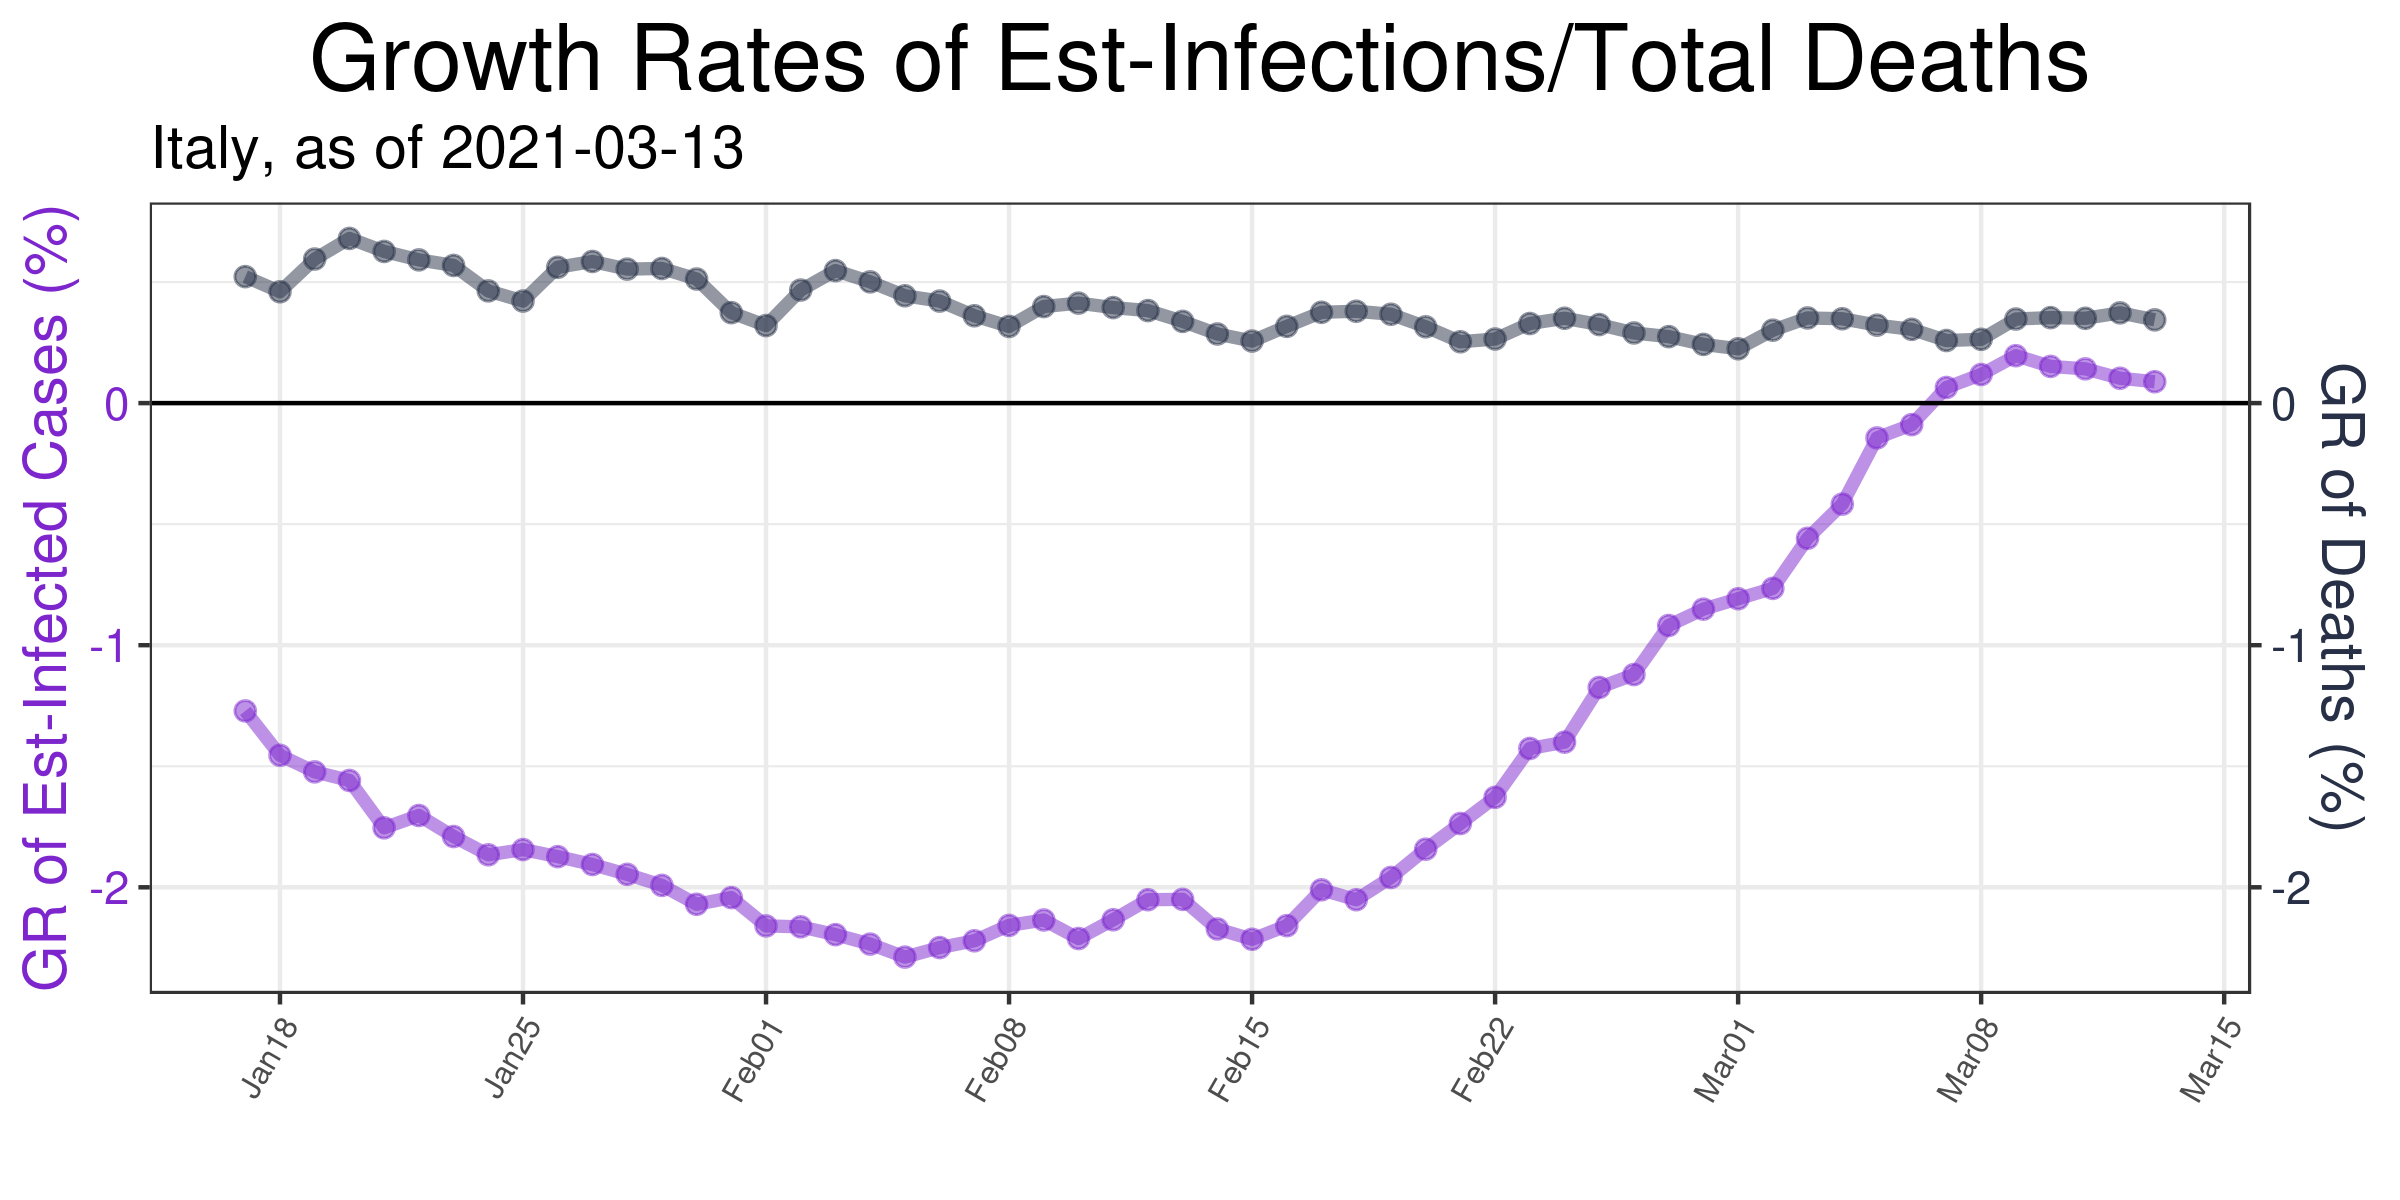 Growth Rates of Est-Infections/Total Deaths
Italy, as of 2021-03-13
GR of Est-Infected Cases (%)
0
-1
-2
0
-1
-2
GR of Deaths (%)
Jan18
Jan25
Feb01
Feb08
Feb15
Feb22
Mar01
Mar08
Mar15